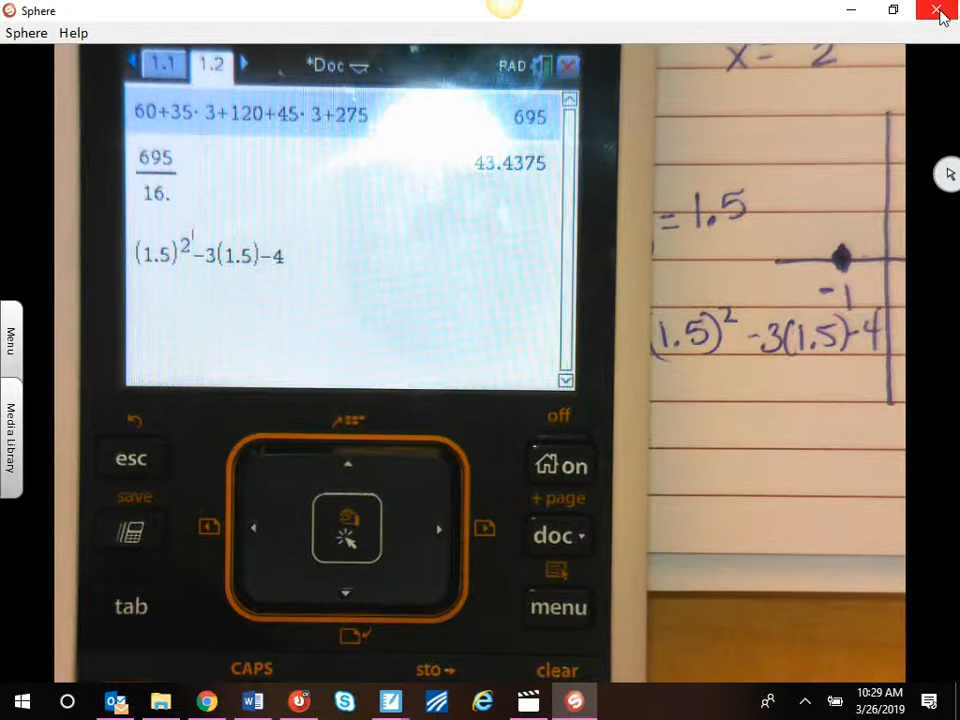 Sphere
Sphere Help
1.1 1.2 *Doc RAD
60+35· 3+120+45· 3+275
695
695
16.
43.4375
(1.5)²-3(1.5)-4
x= 2
= 1.5
-1
(1.5)² -3(1.5)-4
Menu
Media Library
off
esc
on
save
+page
doc
tab
menu
CAPS
sto→
clear
10:29 AM
3/26/2019